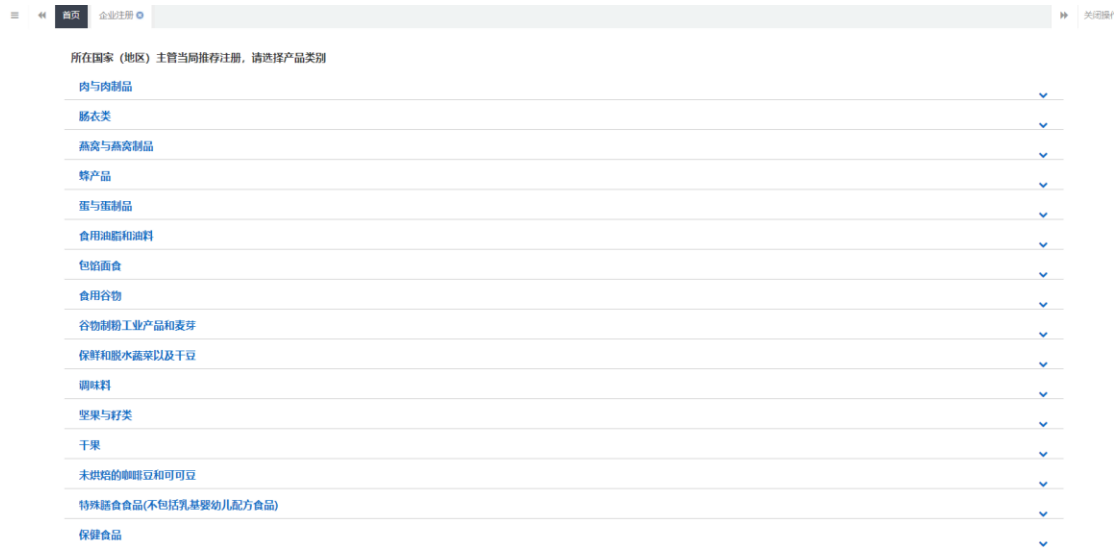 首页 企业注册 关闭操作
所在国家（地区）主管当局推荐注册，请选择产品类别
肉与肉制品
肠衣类
燕窝与燕窝制品
蜂产品
蛋与蛋制品
食用油脂和油料
包馅面食
食用谷物
谷物制粉工业产品和麦芽
保鲜和脱水蔬菜以及干豆
调味料
坚果与籽类
干果
未烘焙的咖啡豆和可可豆
特殊膳食食品(不包括乳基婴幼儿配方食品)
保健食品